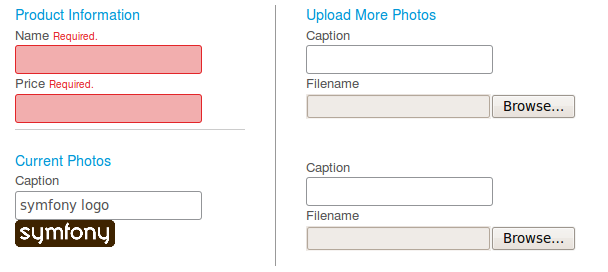 Product Information
Name Required.
Price Required.
Current Photos
Caption
symfony logo
symfony
Upload More Photos
Caption
Filename
Browse...
Caption
Filename
Browse...